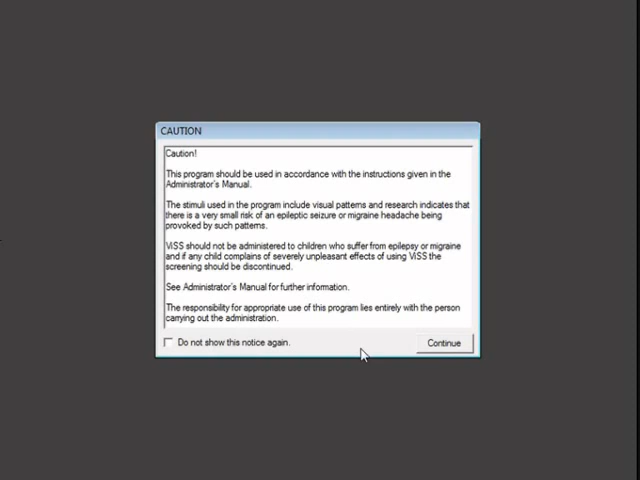 CAUTION
Caution!
This program should be used in accordance with the instructions given in the
Administrator's Manual.
The stimuli used in the program include visual patterns and research indicates that
there is a very small risk of an epileptic seizure or migraine headache being
provoked by such patterns.
ViSS should not be administered to children who suffer from epilepsy or migraine
and if any child complains of severely unpleasant effects of using ViSS the
screening should be discontinued.
See Administrator's Manual for further information.
The responsibility for appropriate use of this program lies entirely with the person
carrying out the administration.
Do not show this notice again.
Continue